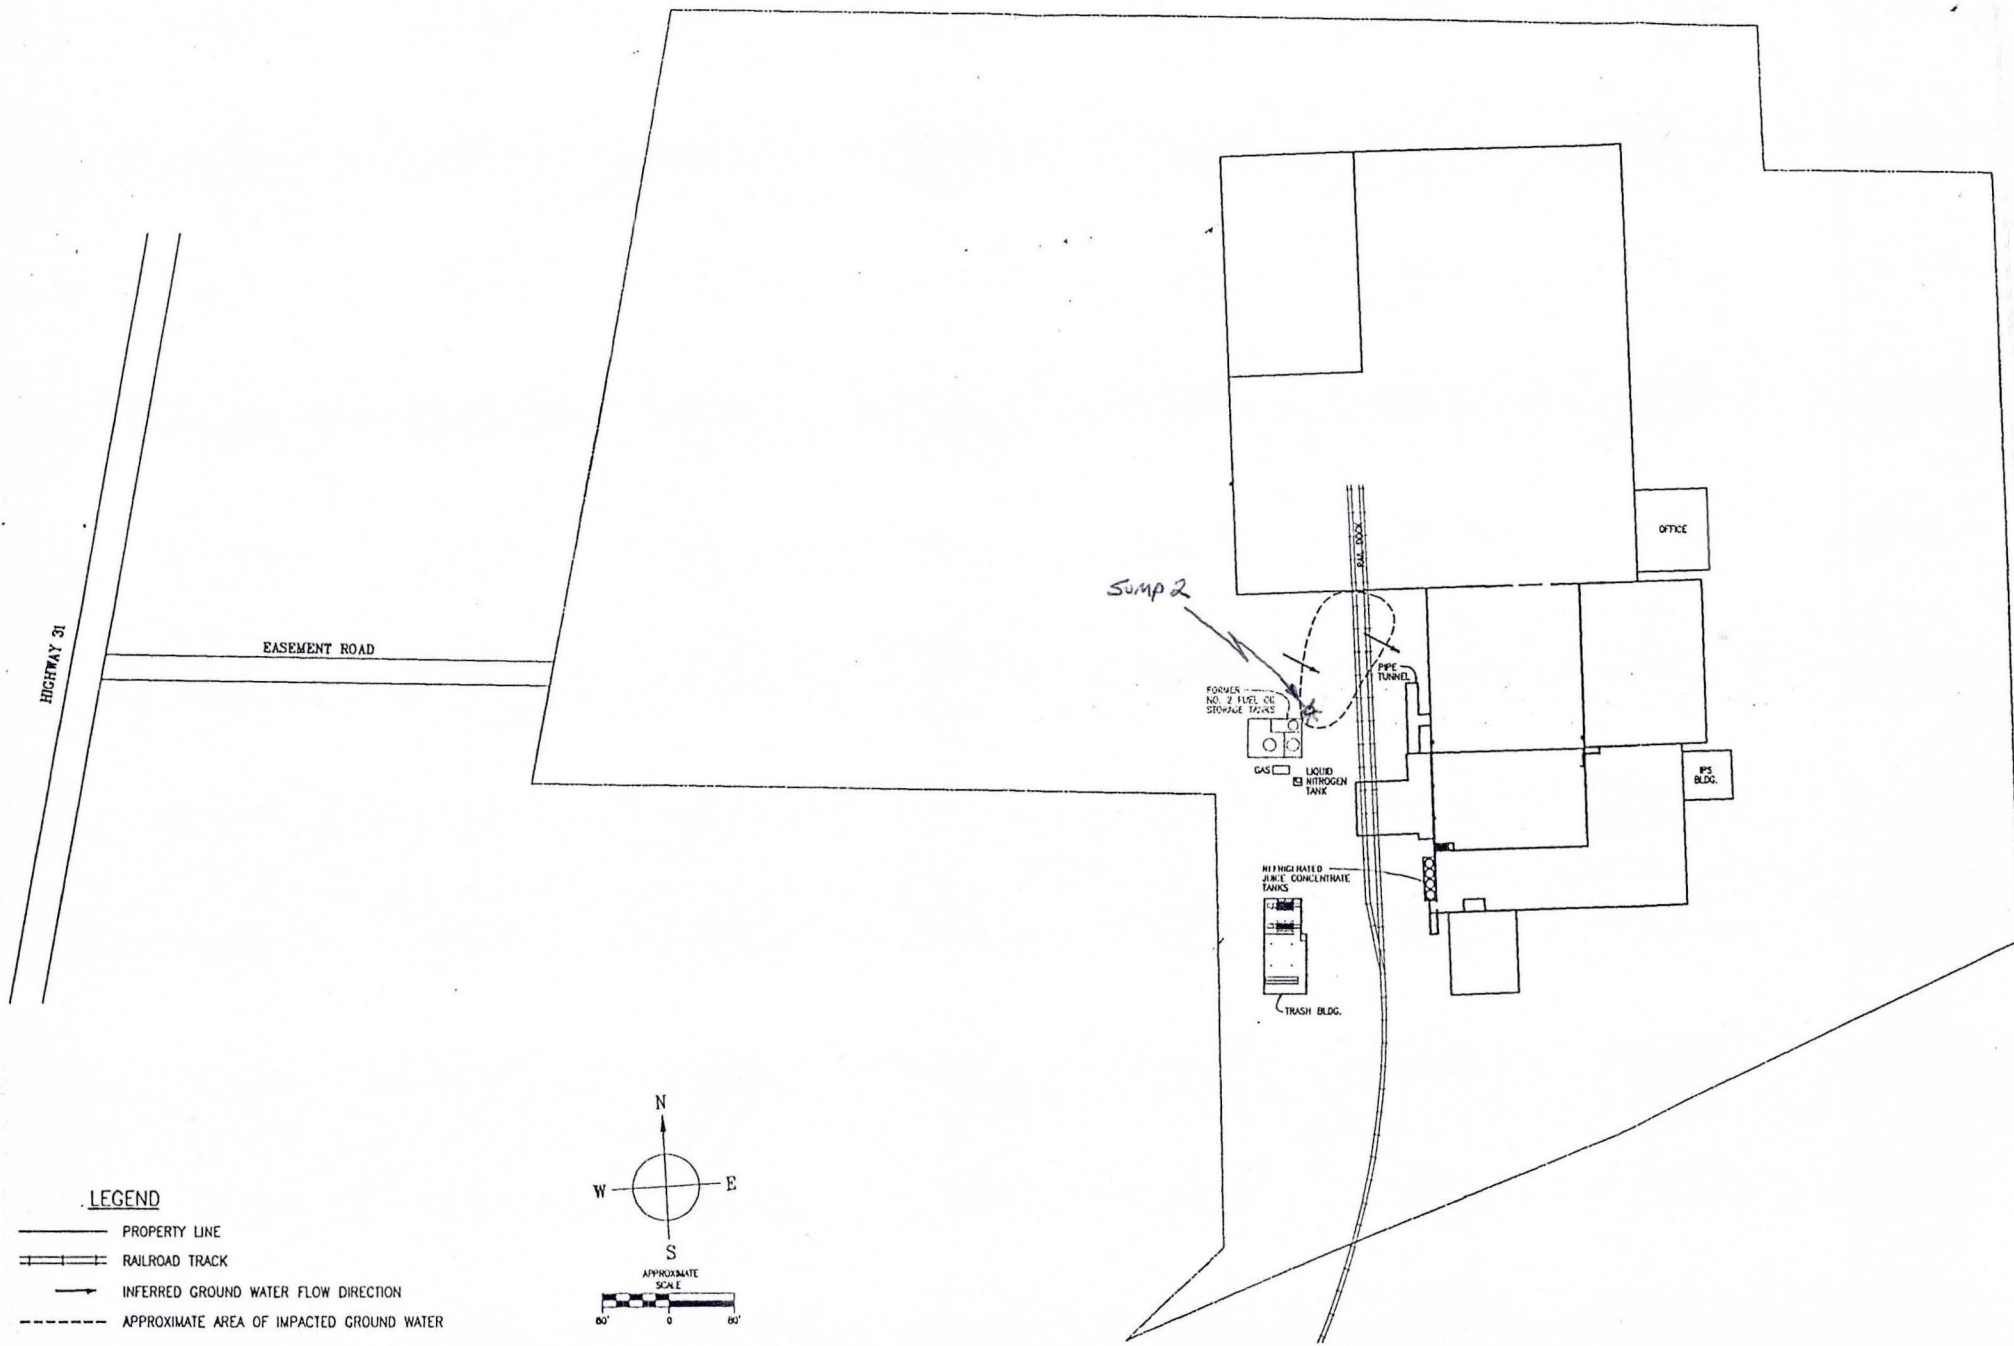 OFFICE
RAIL DOCK
Sump 2
HIGHWAY 31
EASEMENT ROAD
PIPE
TUNNEL
FORMER
NO. 2 FUEL OIL
STORAGE TANKS
GAS
LIQUID
NITROGEN
TANK
IPS
BLDG.
REFRIGERATED
JUICE CONCENTRATE
TANKS
TRASH BLDG.
N
W
E
S
APPROXIMATE
SCALE
80'
0
80'
LEGEND
PROPERTY LINE
RAILROAD TRACK
INFERRED GROUND WATER FLOW DIRECTION
APPROXIMATE AREA OF IMPACTED GROUND WATER